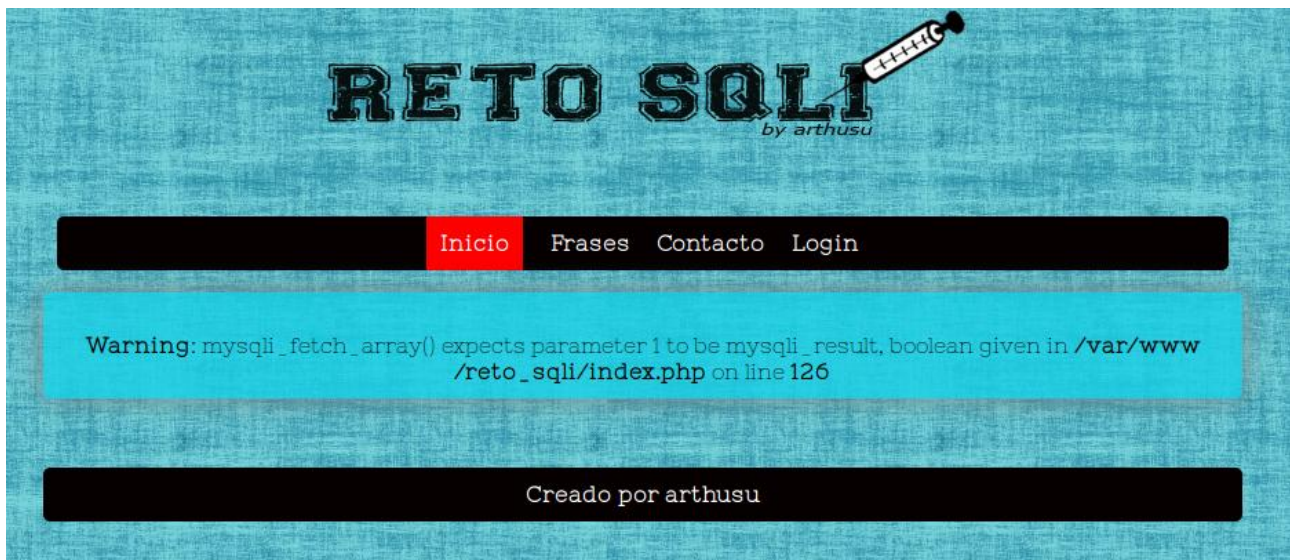 RETO SQLI
by arthusu
Inicio Frases Contacto Login
Warning: mysqli_fetch_array() expects parameter 1 to be mysqli_result, boolean given in /var/www
/reto_sqli/index.php on line 126
Creado por arthusu